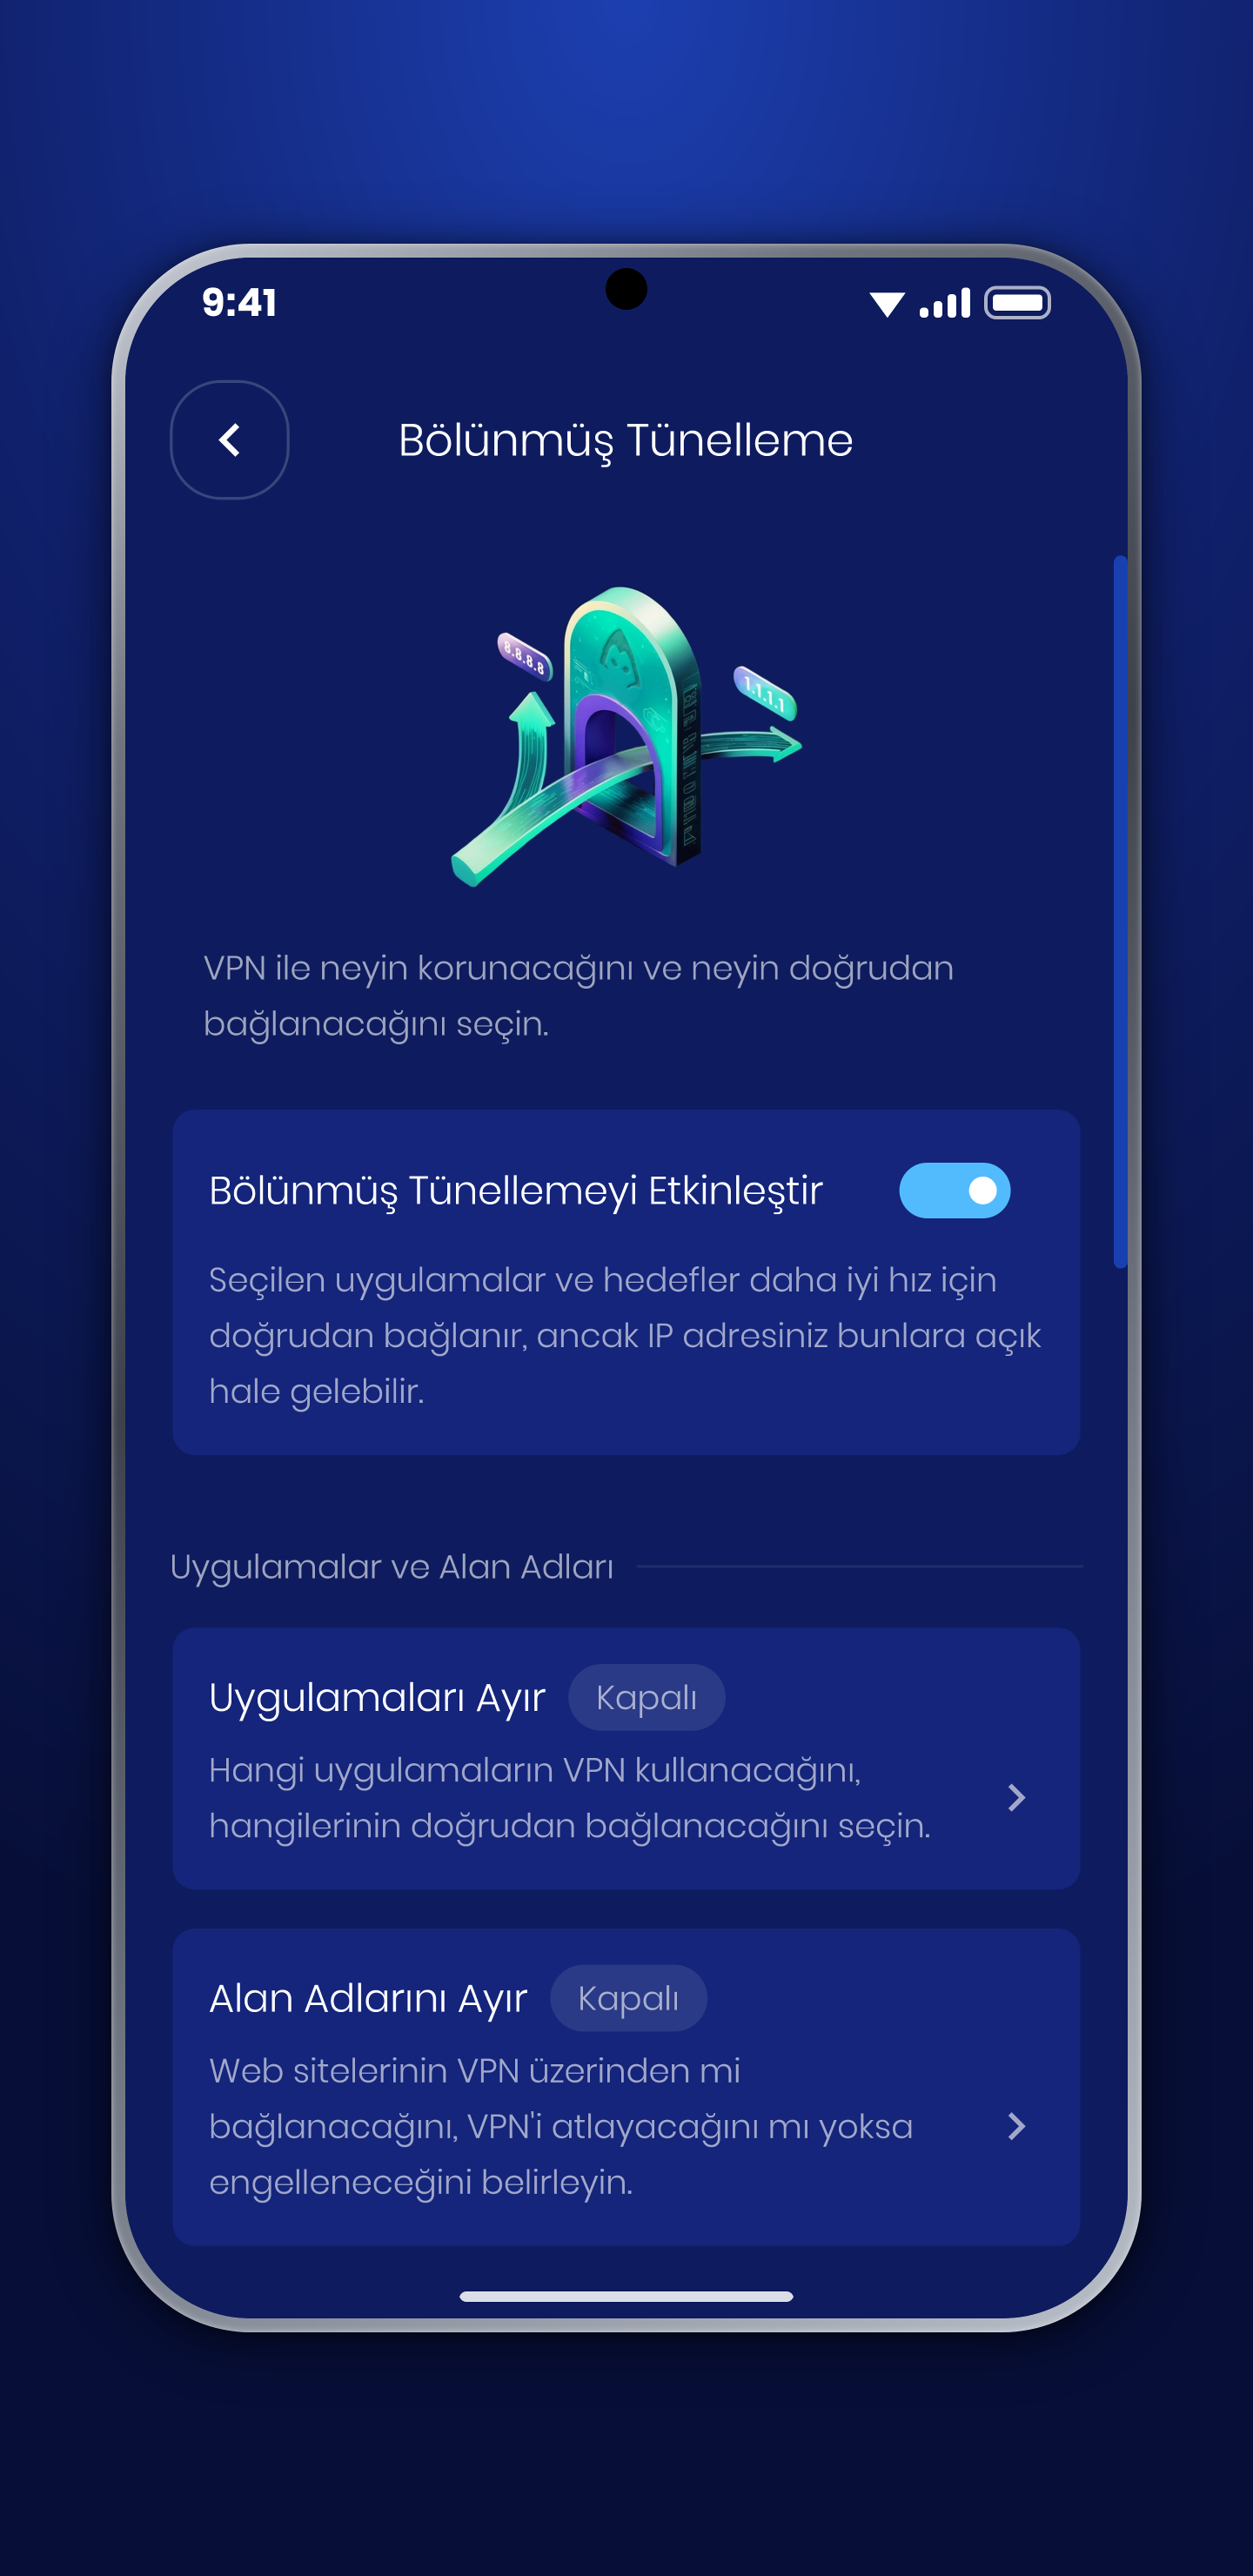 9:41
Bölünmüş Tünelleme
8.8.8.8
1.1.1.1
VPN ile neyin korunacağını ve neyin doğrudan
bağlanacağını seçin.
Bölünmüş Tünellemeyi Etkinleştir
Seçilen uygulamalar ve hedefler daha iyi hız için
doğrudan bağlanır, ancak IP adresiniz bunlara açık
hale gelebilir.
Uygulamalar ve Alan Adları
Uygulamaları Ayır Kapalı
Hangi uygulamaların VPN kullanacağını,
hangilerinin doğrudan bağlanacağını seçin.
Alan Adlarını Ayır Kapalı
Web sitelerinin VPN üzerinden mi
bağlanacağını, VPN'i atlayacağını mı yoksa
engelleneceğini belirleyin.